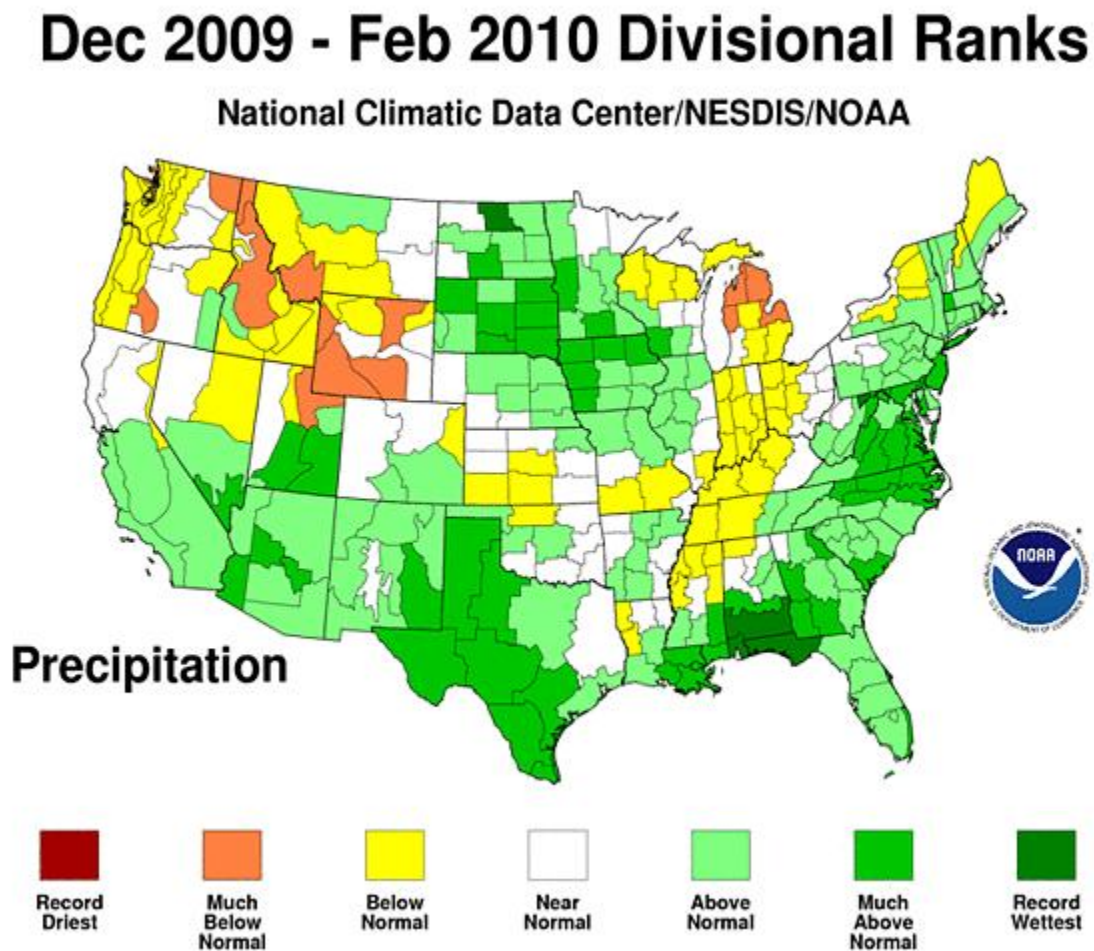 Dec 2009 - Feb 2010 Divisional Ranks
National Climatic Data Center/NESDIS/NOAA
NOAA
Precipitation
Record
Driest
Much
Below
Normal
Below
Normal
Near
Normal
Above
Normal
Much
Above
Normal
Record
Wettest